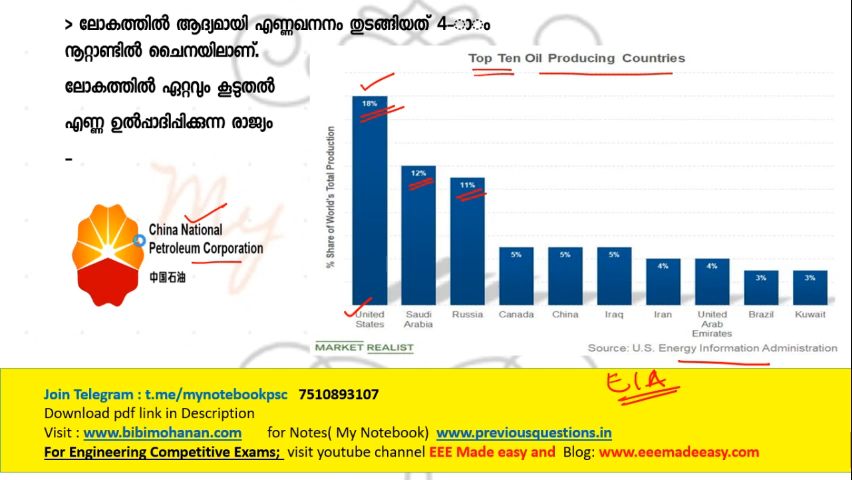 > ലോകത്തിൽ ആദ്യമായി എണ്ണഖനനം തുടങ്ങിയത് 4-ാം
നൂറ്റാണ്ടിൽ ചൈനയിലാണ്.
ലോകത്തിൽ ഏറ്റവും കൂടുതൽ
എണ്ണ ഉൽപ്പാദിപ്പിക്കുന്ന രാജ്യം
–
My
China National
Petroleum Corporation
中国石油
Top Ten Oil Producing Countries
% Share of World's Total Production
18%
12%
11%
5%
5%
5%
4%
4%
3%
3%
United States
Saudi Arabia
Russia
Canada
China
Iraq
Iran
United Arab Emirates
Brazil
Kuwait
MARKET REALIST
Source: U.S. Energy Information Administration
EIA
Join Telegram : t.me/mynotebookpsc 7510893107
Download pdf link in Description
Visit : www.bibimohanan.com for Notes( My Notebook) www.previousquestions.in
For Engineering Competitive Exams; visit youtube channel EEE Made easy and Blog: www.eeemadeeasy.com